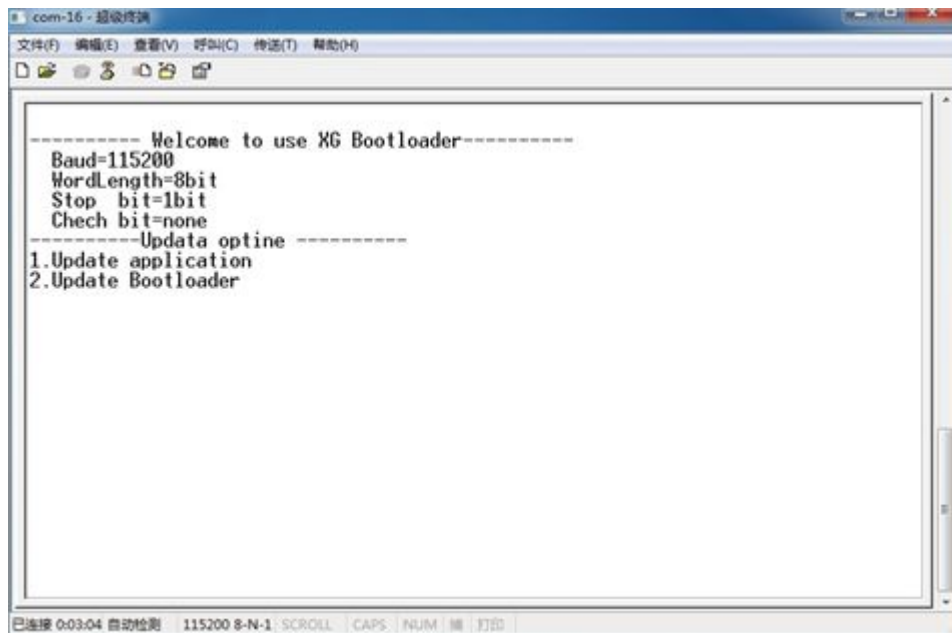 com-16 - 超级终端
文件(F) 编辑(E) 查看(V) 呼叫(C) 传送(T) 帮助(H)
---------- Welcome to use XG Bootloader----------
Baud=115200
WordLength=8bit
Stop bit=1bit
Chech bit=none
----------Updata optine ----------
1.Update application
2.Update Bootloader
已连接 0:03:04 自动检测 115200 8-N-1 SCROLL CAPS NUM 捕 打印